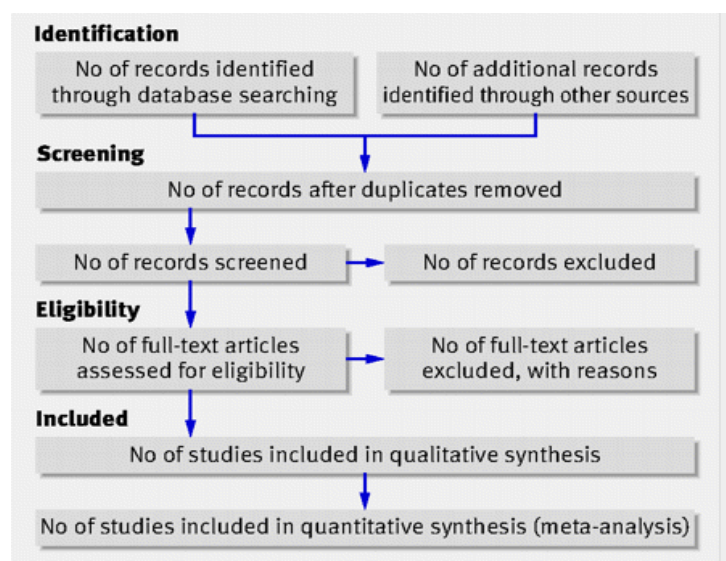 Identification
No of records identified
through database searching
No of additional records
identified through other sources
Screening
No of records after duplicates removed
No of records screened
No of records excluded
Eligibility
No of full-text articles
assessed for eligibility
No of full-text articles
excluded, with reasons
Included
No of studies included in qualitative synthesis
No of studies included in quantitative synthesis (meta-analysis)